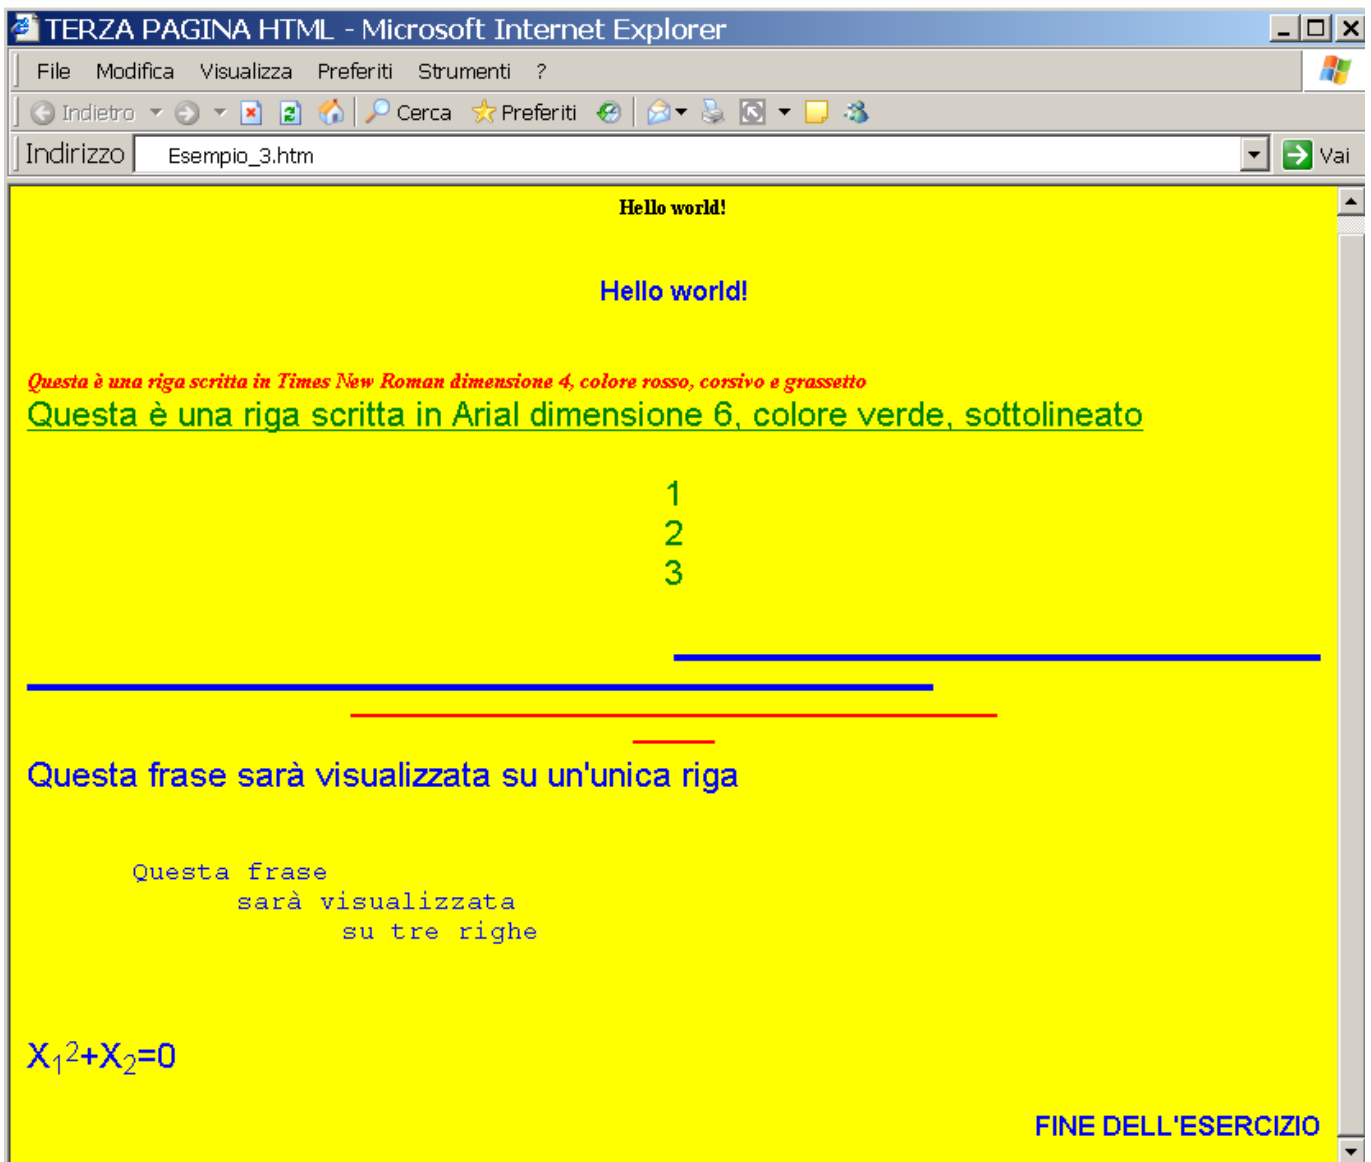 TERZA PAGINA HTML - Microsoft Internet Explorer
File Modifica Visualizza Preferiti Strumenti ?
Indietro Cerca Preferiti
Indirizzo Esempio_3.htm Vai
Hello world!
Hello world!
Questa è una riga scritta in Times New Roman dimensione 4, colore rosso, corsivo e grassetto
Questa è una riga scritta in Arial dimensione 6, colore verde, sottolineato
1
2
3
Questa frase sarà visualizzata su un'unica riga
Questa frase
sarà visualizzata
su tre righe
X₁²+X₂=0
FINE DELL'ESERCIZIO